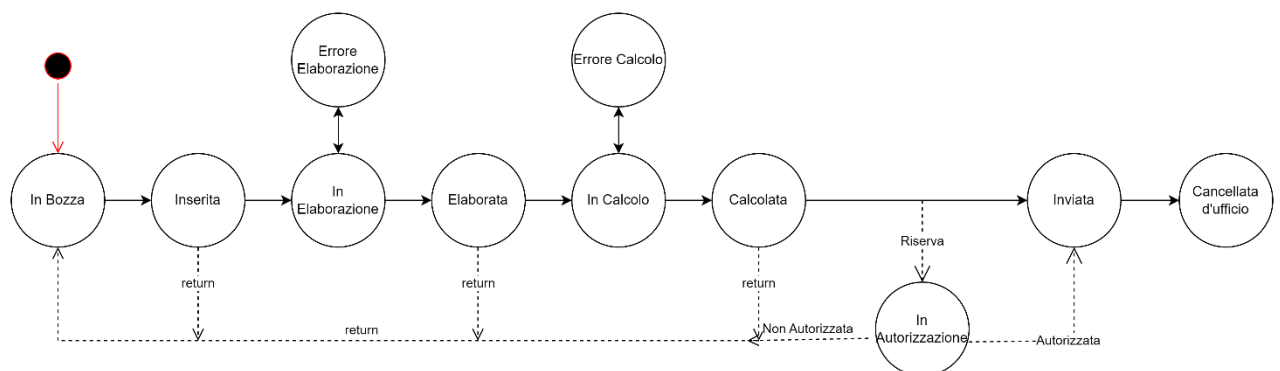 Errore
Elaborazione
Errore Calcolo
In Bozza
Inserita
In
Elaborazione
Elaborata
In Calcolo
Calcolata
Inviata
Cancellata
d'ufficio
Riserva
return
return
return
return
Non Autorizzata
In
Autorizzazione
Autorizzata